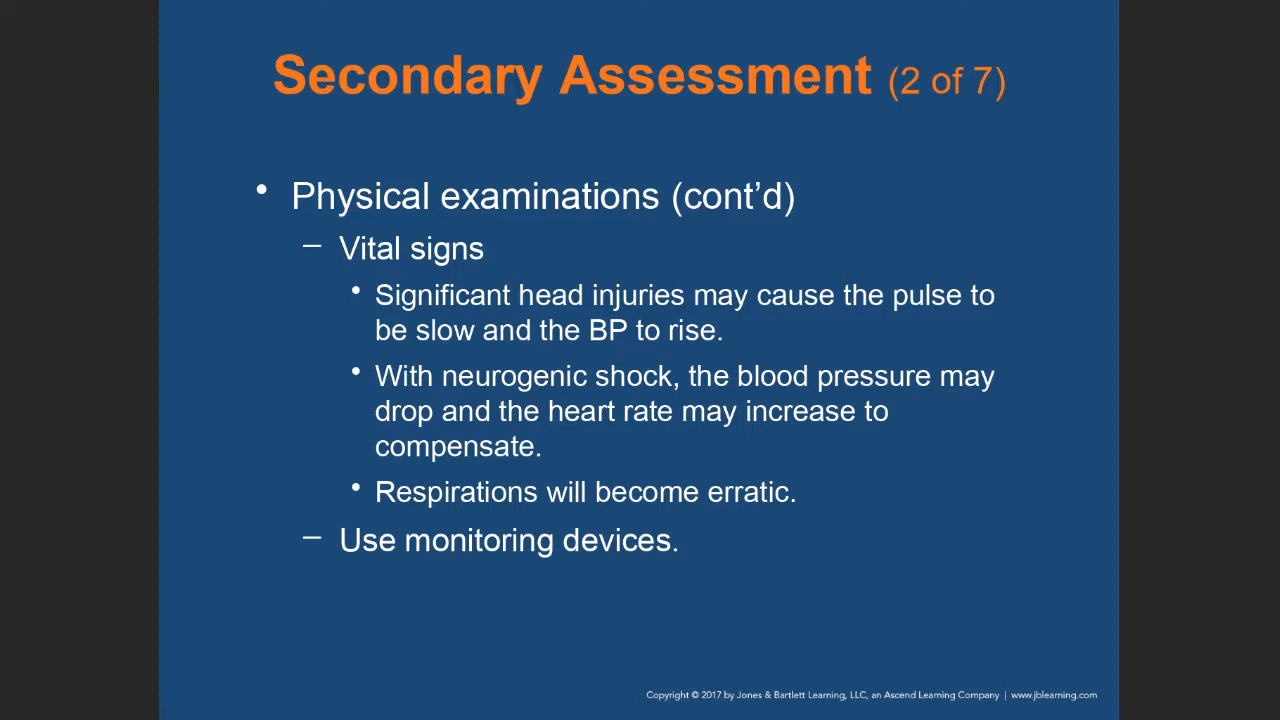 Secondary Assessment (2 of 7)
• Physical examinations (cont’d)
– Vital signs
• Significant head injuries may cause the pulse to
be slow and the BP to rise.
• With neurogenic shock, the blood pressure may
drop and the heart rate may increase to
compensate.
• Respirations will become erratic.
– Use monitoring devices.
Copyright © 2017 by Jones & Bartlett Learning, LLC, an Ascend Learning Company | www.jblearning.com